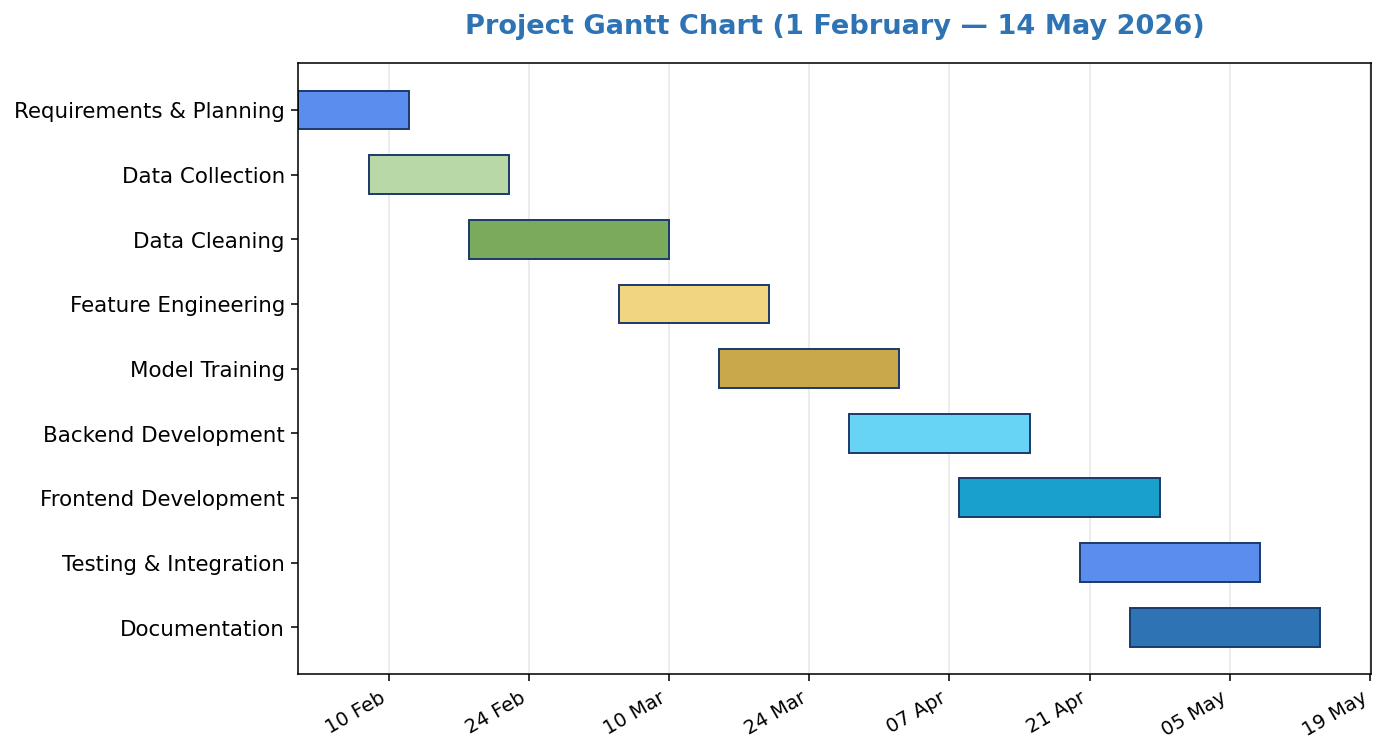 Project Gantt Chart (1 February — 14 May 2026)
Requirements & Planning
Data Collection
Data Cleaning
Feature Engineering
Model Training
Backend Development
Frontend Development
Testing & Integration
Documentation
10 Feb
24 Feb
10 Mar
24 Mar
07 Apr
21 Apr
05 May
19 May